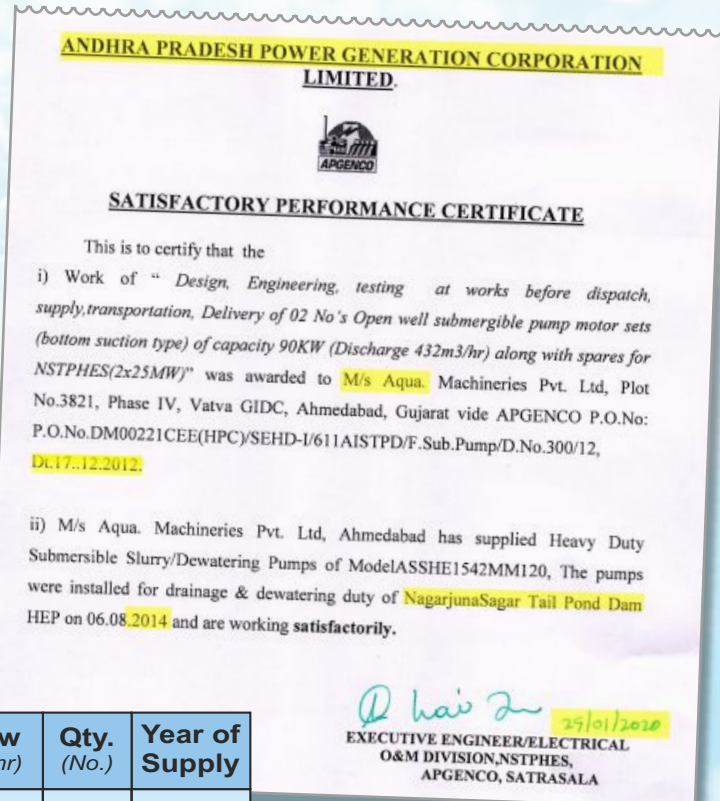 ANDHRA PRADESH POWER GENERATION CORPORATION
LIMITED.
APGENCO
SATISFACTORY PERFORMANCE CERTIFICATE
This is to certify that the
i) Work of “ Design, Engineering, testing at works before dispatch,
supply,transportation, Delivery of 02 No's Open well submergible pump motor sets
(bottom suction type) of capacity 90KW (Discharge 432m3/hr) along with spares for
NSTPHES(2x25MW)” was awarded to M/s Aqua. Machineries Pvt. Ltd, Plot
No.3821, Phase IV, Vatva GIDC, Ahmedabad, Gujarat vide APGENCO P.O.No:
P.O.No.DM00221CEE(HPC)/SEHD-I/611AISTPD/F.Sub.Pump/D.No.300/12,
Dt.17..12.2012.
ii) M/s Aqua. Machineries Pvt. Ltd, Ahmedabad has supplied Heavy Duty
Submersible Slurry/Dewatering Pumps of ModelASSHE1542MM120, The pumps
were installed for drainage & dewatering duty of NagarjunaSagar Tail Pond Dam
HEP on 06.08.2014 and are working satisfactorily.
29/01/2020
EXECUTIVE ENGINEER/ELECTRICAL
O&M DIVISION,NSTPHES,
APGENCO, SATRASALA
Qty. Year of
(No.) Supply